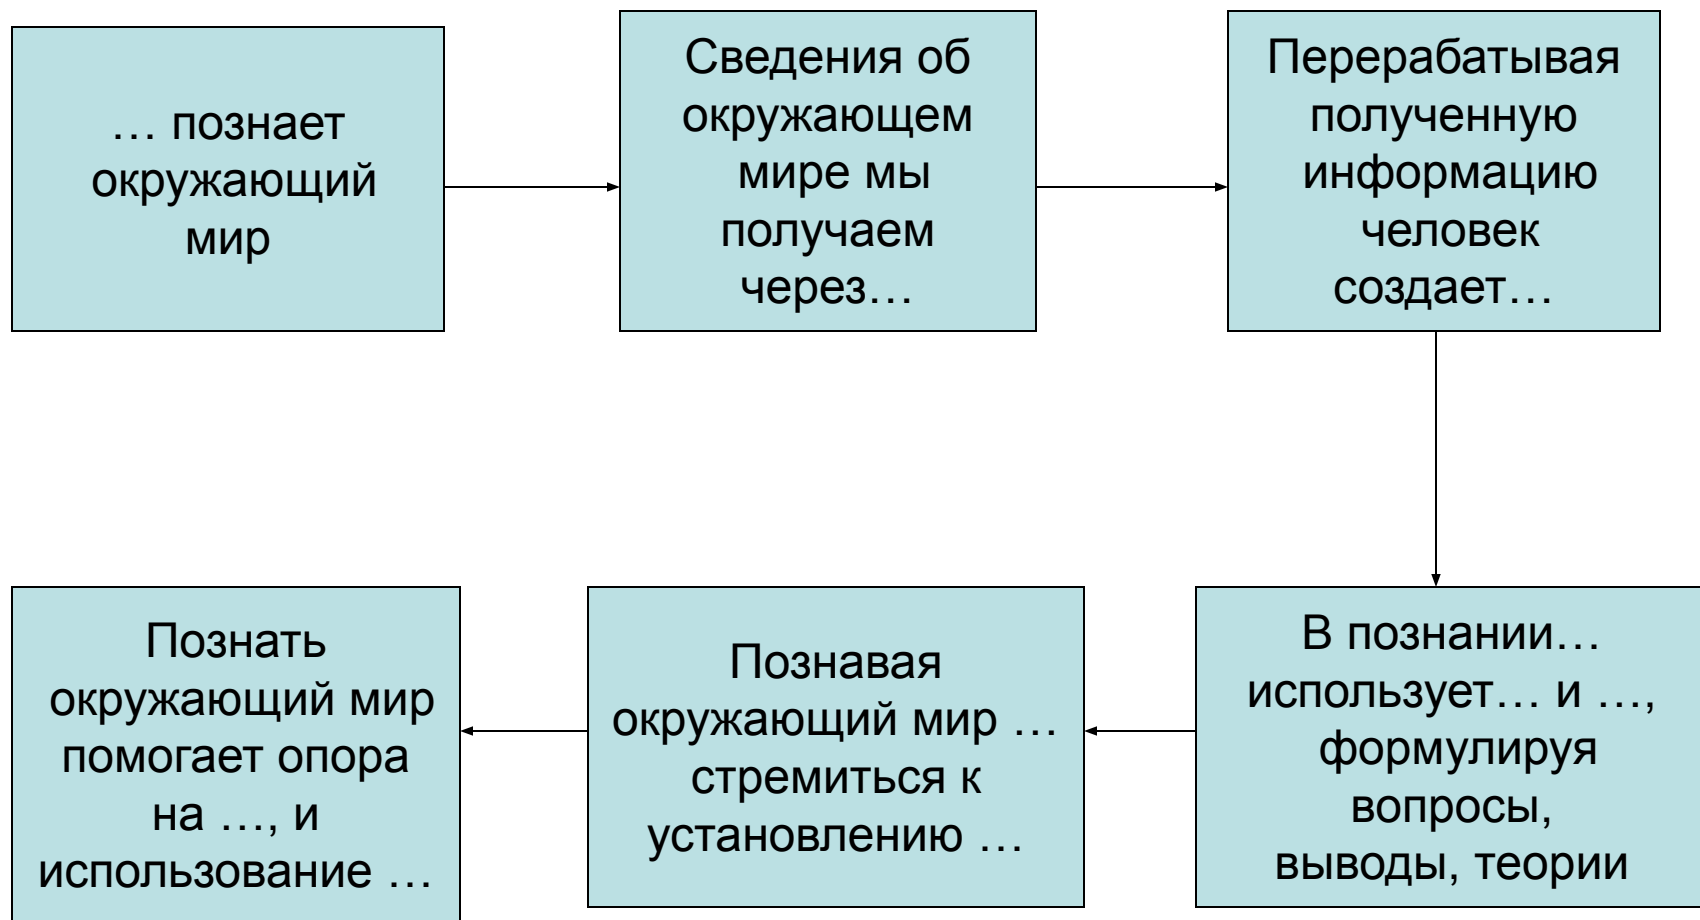 … познает
окружающий
мир
Сведения об
окружающем
мире мы
получаем
через…
Перерабатывая
полученную
информацию
человек
создает…
В познании…
использует… и …,
формулируя
вопросы,
выводы, теории
Познавая
окружающий мир …
стремиться к
установлению …
Познать
окружающий мир
помогает опора
на …, и
использование …